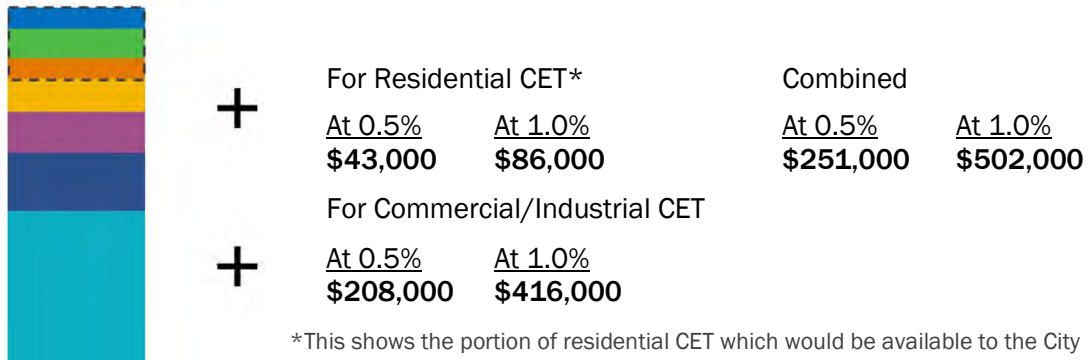 +
For Residential CET*
At 0.5% At 1.0%
$43,000 $86,000
Combined
At 0.5% At 1.0%
$251,000 $502,000
+
For Commercial/Industrial CET
At 0.5% At 1.0%
$208,000 $416,000
*This shows the portion of residential CET which would be available to the City